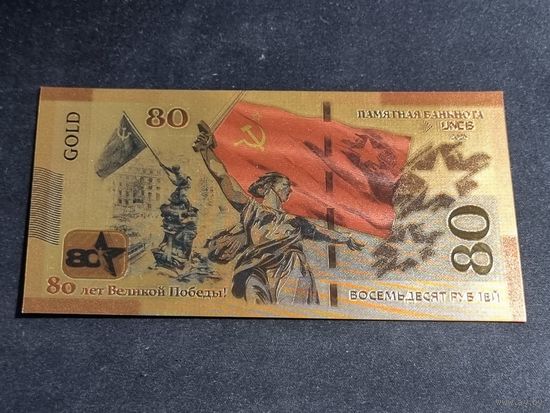 GOLD
80
ПАМЯТНАЯ БАНКНОТА
80
80
80 лет Великой Победы!
ВОСЕМЬДЕСЯТ РУБЛЕЙ